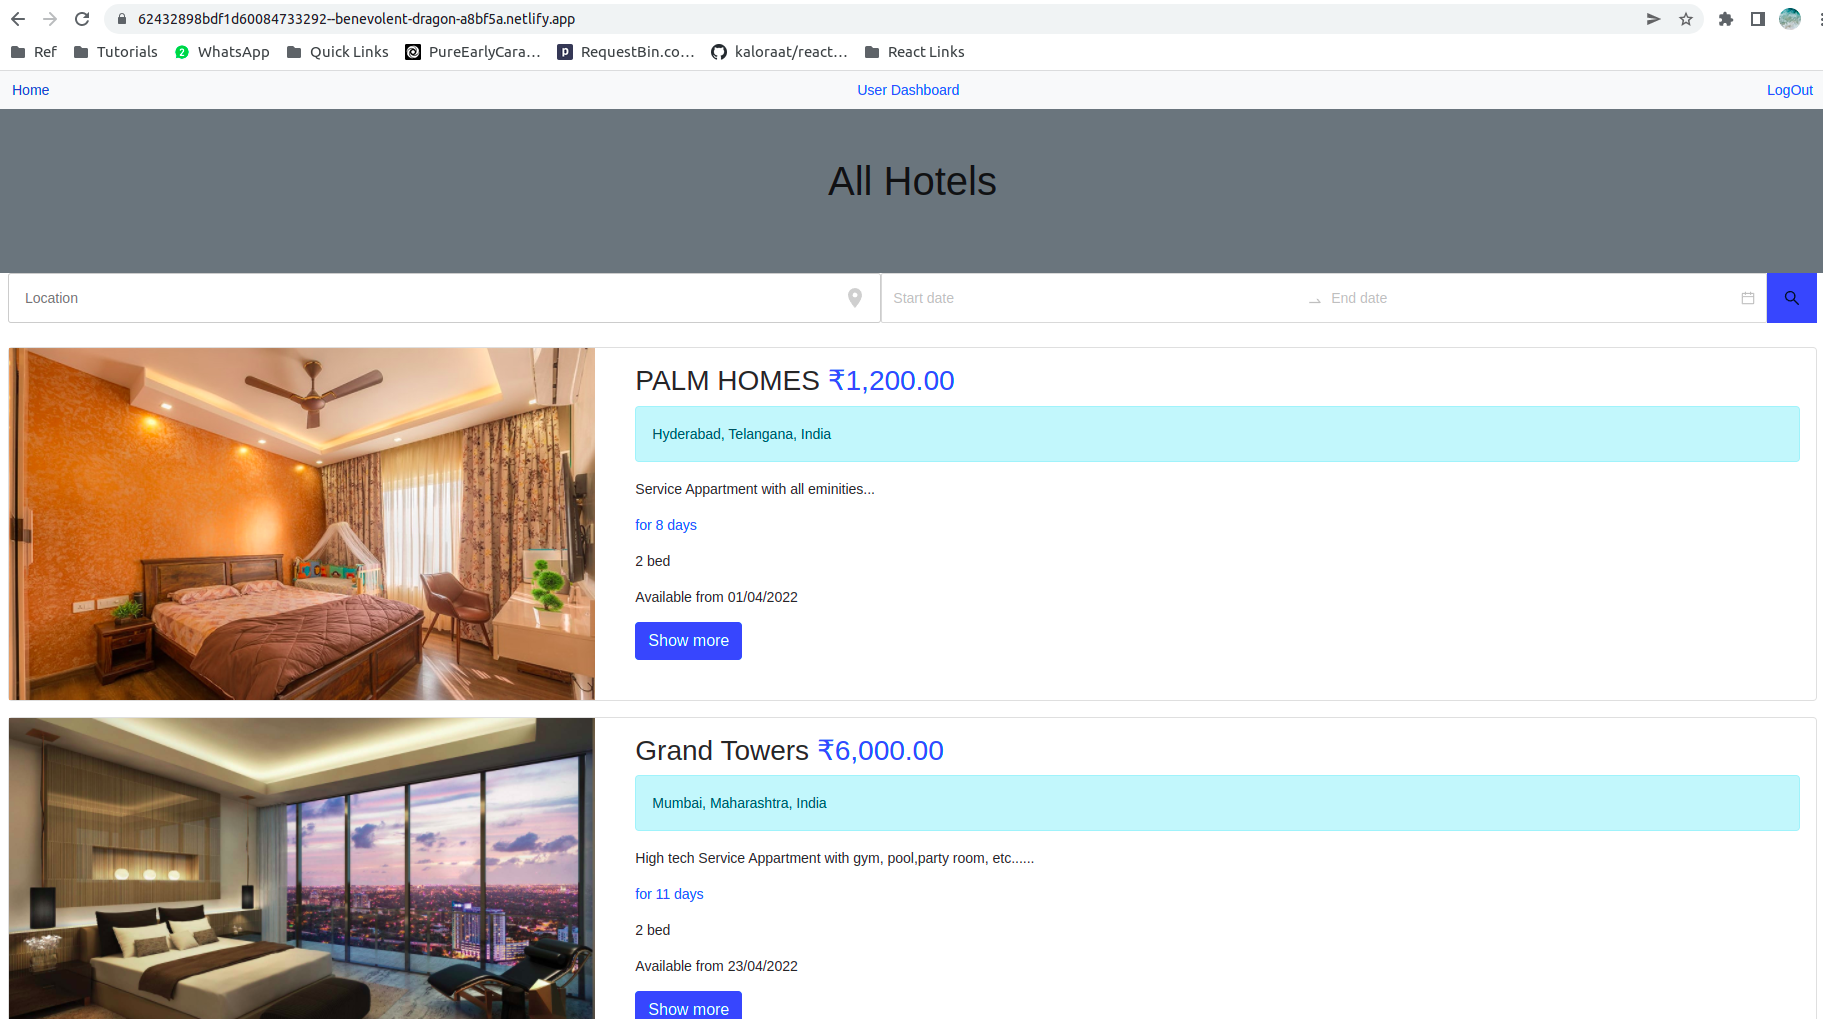 62432898bdf1d60084733292--benevolent-dragon-a8bf5a.netlify.app
Ref Tutorials WhatsApp Quick Links PureEarlyCara... RequestBin.co... kaloraat/react... React Links
Home User Dashboard LogOut
All Hotels
Location Start date End date
PALM HOMES ₹1,200.00
Hyderabad, Telangana, India
Service Appartment with all eminities...
for 8 days
2 bed
Available from 01/04/2022
Show more
Grand Towers ₹6,000.00
Mumbai, Maharashtra, India
High tech Service Appartment with gym, pool,party room, etc......
for 11 days
2 bed
Available from 23/04/2022
Show more